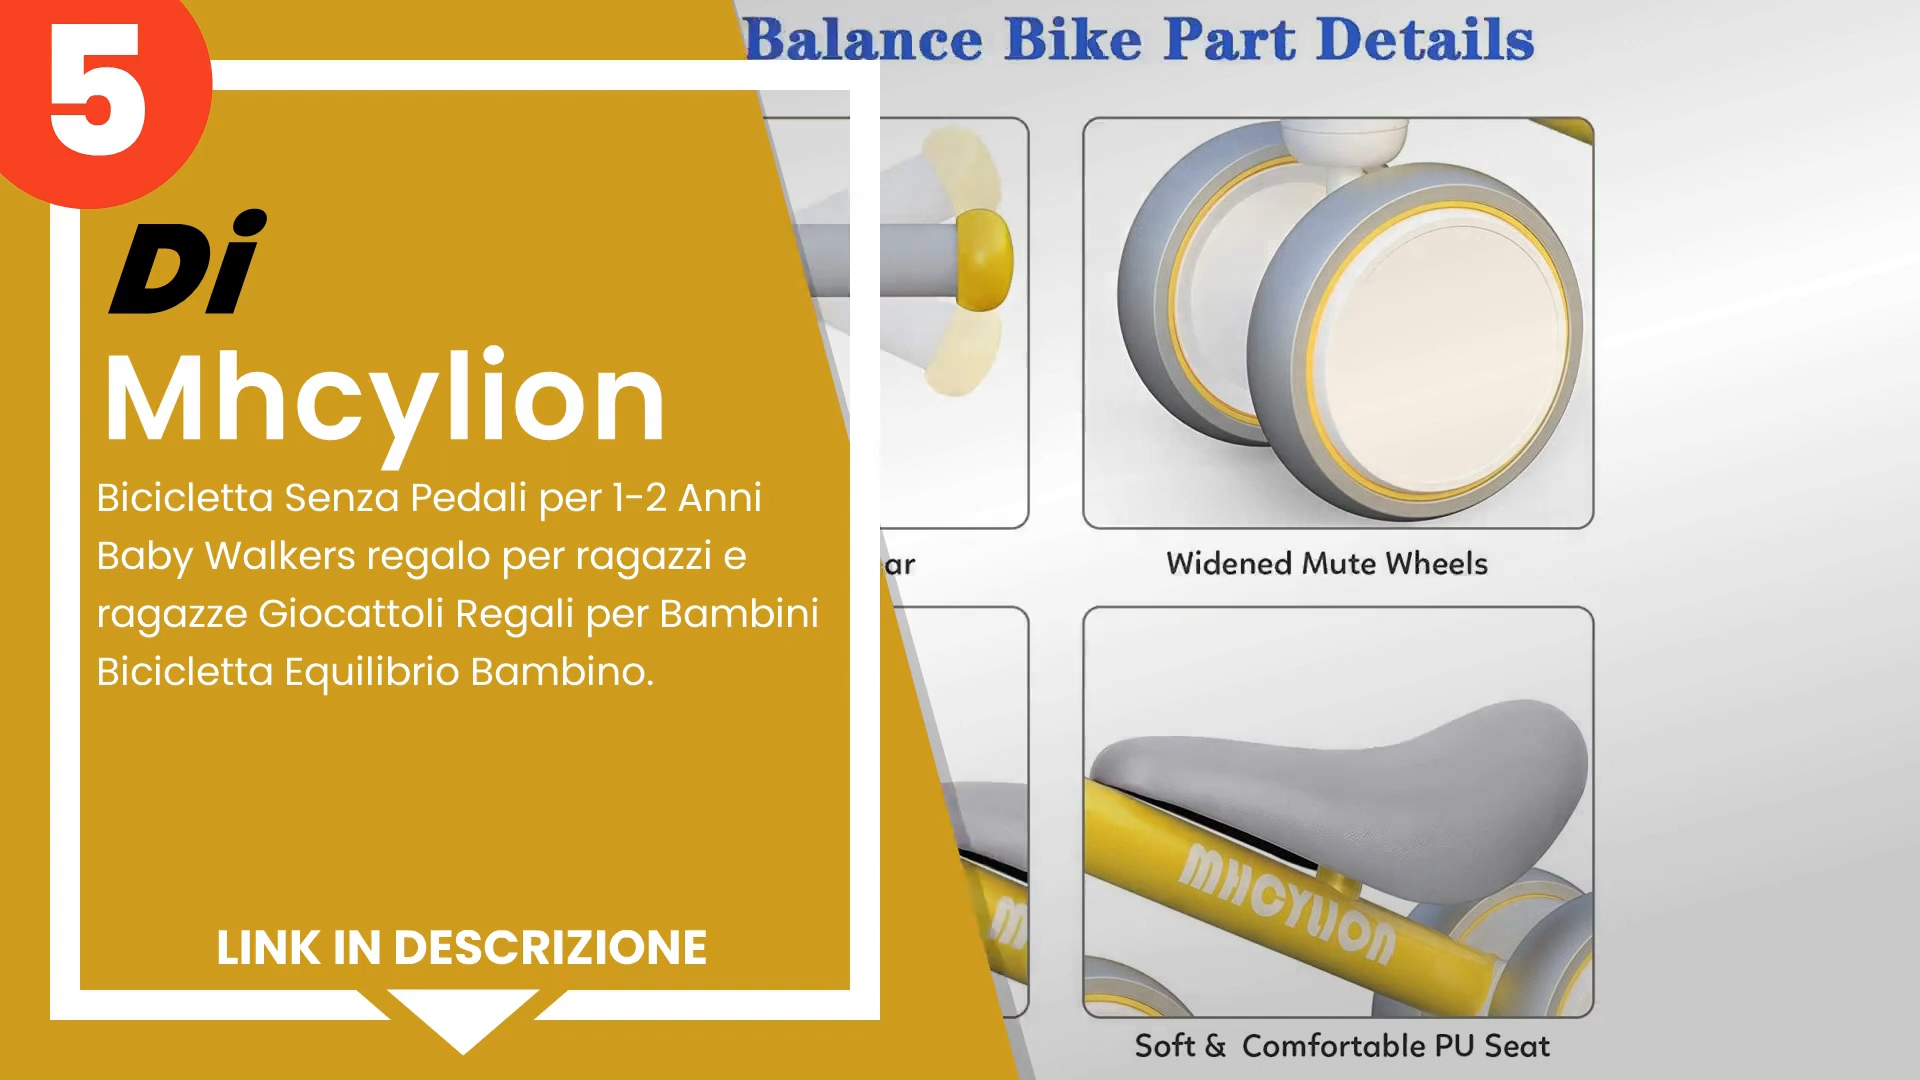 5
Balance Bike Part Details
Di
Mhcylion
Bicicletta Senza Pedali per 1-2 Anni
Baby Walkers regalo per ragazzi e
ragazze Giocattoli Regali per Bambini
Bicicletta Equilibrio Bambino.
LINK IN DESCRIZIONE
Widened Mute Wheels
MHCYLION
Soft & Comfortable PU Seat